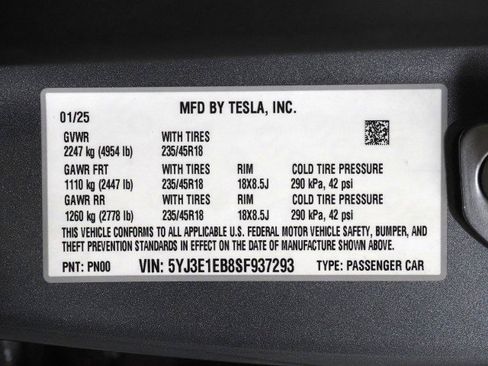 MFD BY TESLA, INC.
01/25
GVWR WITH TIRES
2247 kg (4954 lb) 235/45R18
GAWR FRT WITH TIRES RIM COLD TIRE PRESSURE
1110 kg (2447 lb) 235/45R18 18X8.5J 290 kPa, 42 psi
GAWR RR WITH TIRES RIM COLD TIRE PRESSURE
1260 kg (2778 lb) 235/45R18 18X8.5J 290 kPa, 42 psi
THIS VEHICLE CONFORMS TO ALL APPLICABLE U.S. FEDERAL MOTOR VEHICLE SAFETY, BUMPER, AND
THEFT PREVENTION STANDARDS IN EFFECT ON THE DATE OF MANUFACTURE SHOWN ABOVE.
PNT: PN00 VIN: 5YJ3E1EB8SF937293 TYPE: PASSENGER CAR